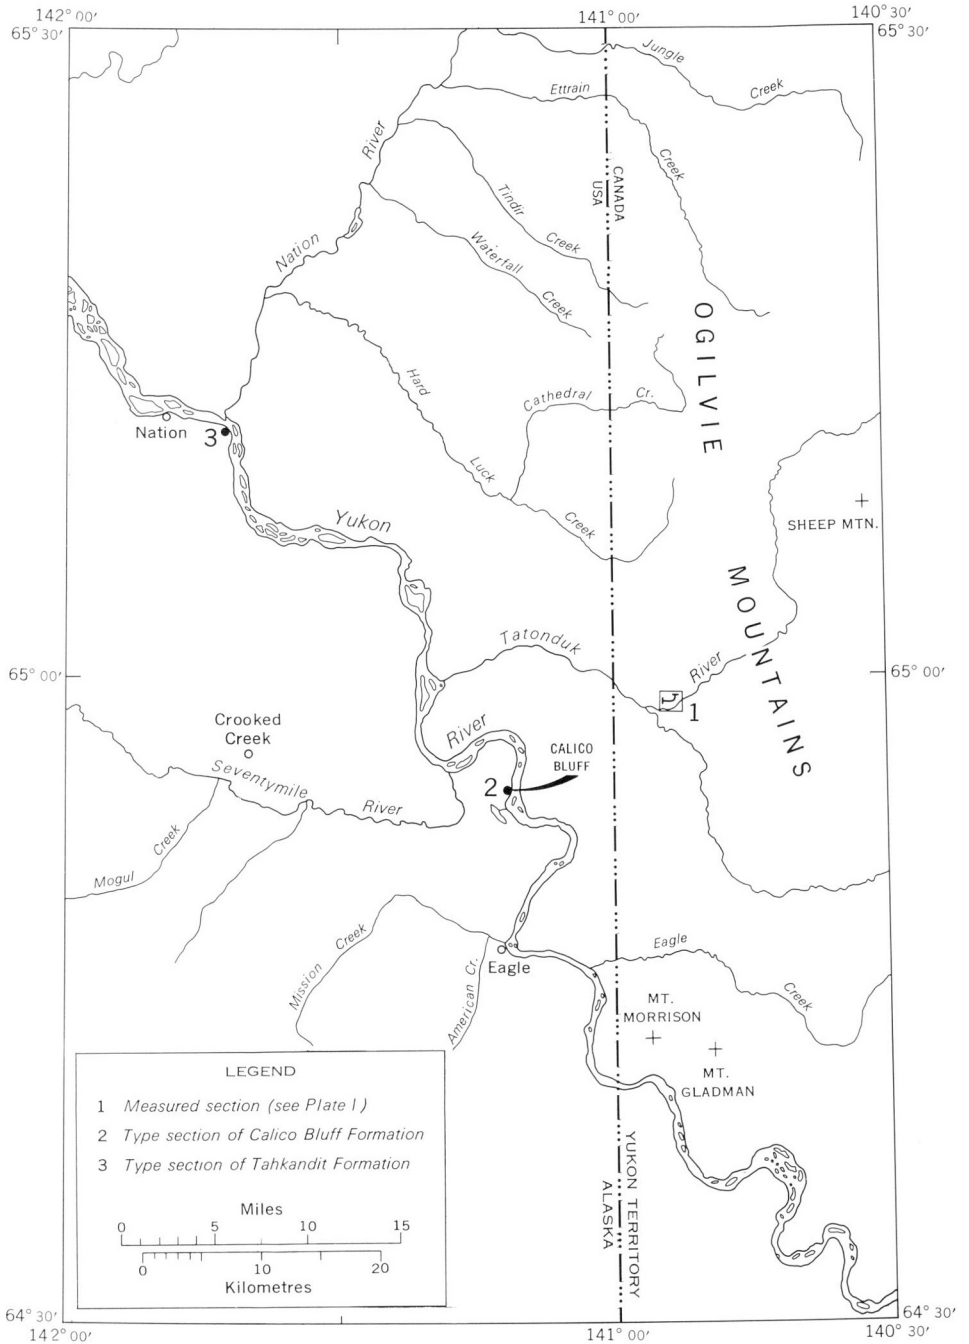 142° 00′
141° 00′
140° 30′
65° 30′
65° 30′
Jungle
Creek
Ettrain
Creek
River
CANADA
USA
Tindir
Creek
Waterfall
Creek
Nation
OGILVIE
Hard
Cathedral Cr.
Nation
3
Luck
Creek
Yukon
SHEEP MTN.
MOUNTAINS
Tatonduk
River
65° 00′
65° 00′
1
Crooked
Creek
River
CALICO
BLUFF
2
Seventymile
River
Creek
Mogul
Mission
Creek
American Cr.
Eagle
Eagle
Creek
MT.
MORRISON
MT.
GLADMAN
LEGEND
1 Measured section (see Plate I)
2 Type section of Calico Bluff Formation
3 Type section of Tahkandit Formation
Miles
0 5 10 15
0 10 20
Kilometres
YUKON TERRITORY
ALASKA
64° 30′
64° 30′
142° 00′
141° 00′
140° 30′